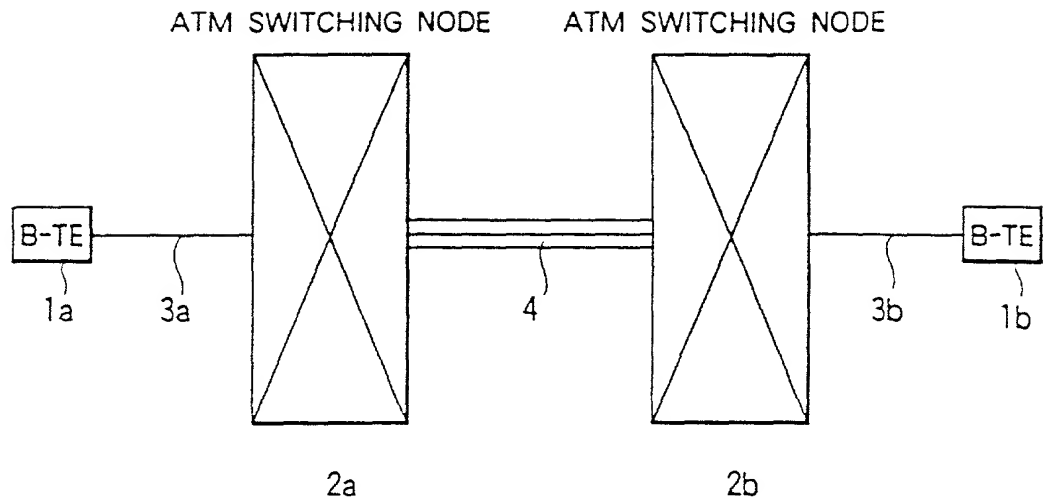 ATM SWITCHING NODE
ATM SWITCHING NODE
B-TE
B-TE
1a
3a
4
3b
1b
2a
2b